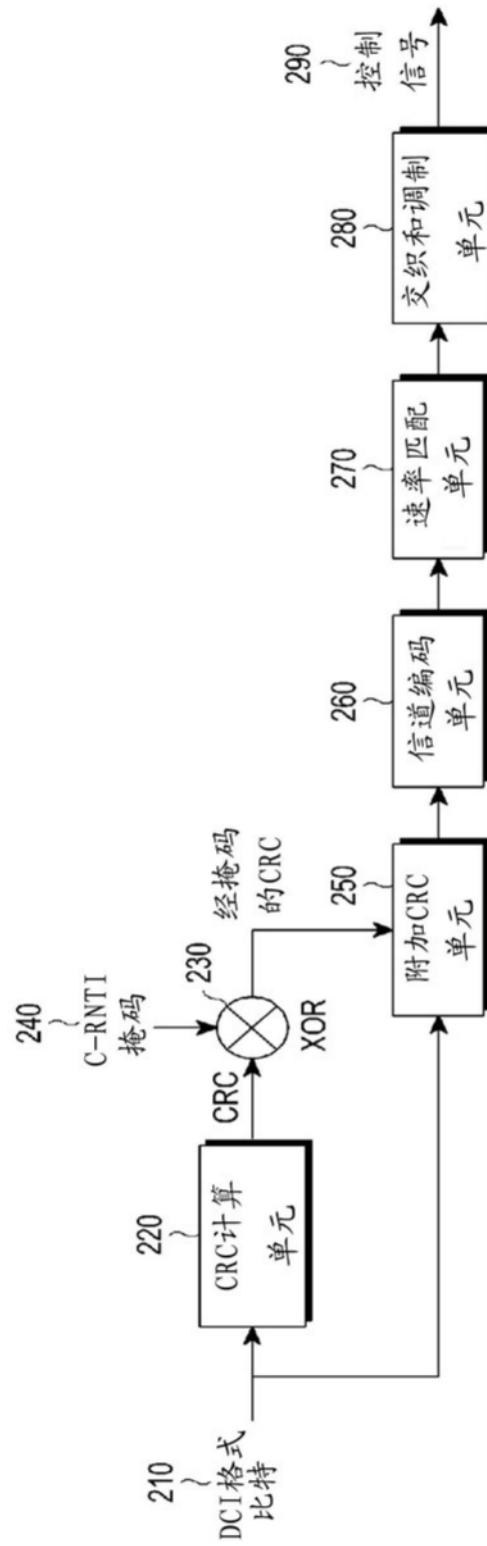 210
DCI格式
比特
220
CRC计算
单元
CRC
240
C-RNTI
掩码
230
XOR
经掩码
的CRC
250
附加CRC
单元
260
信道编码
单元
270
速率匹配
单元
280
交织和调制
单元
290
控制
信号